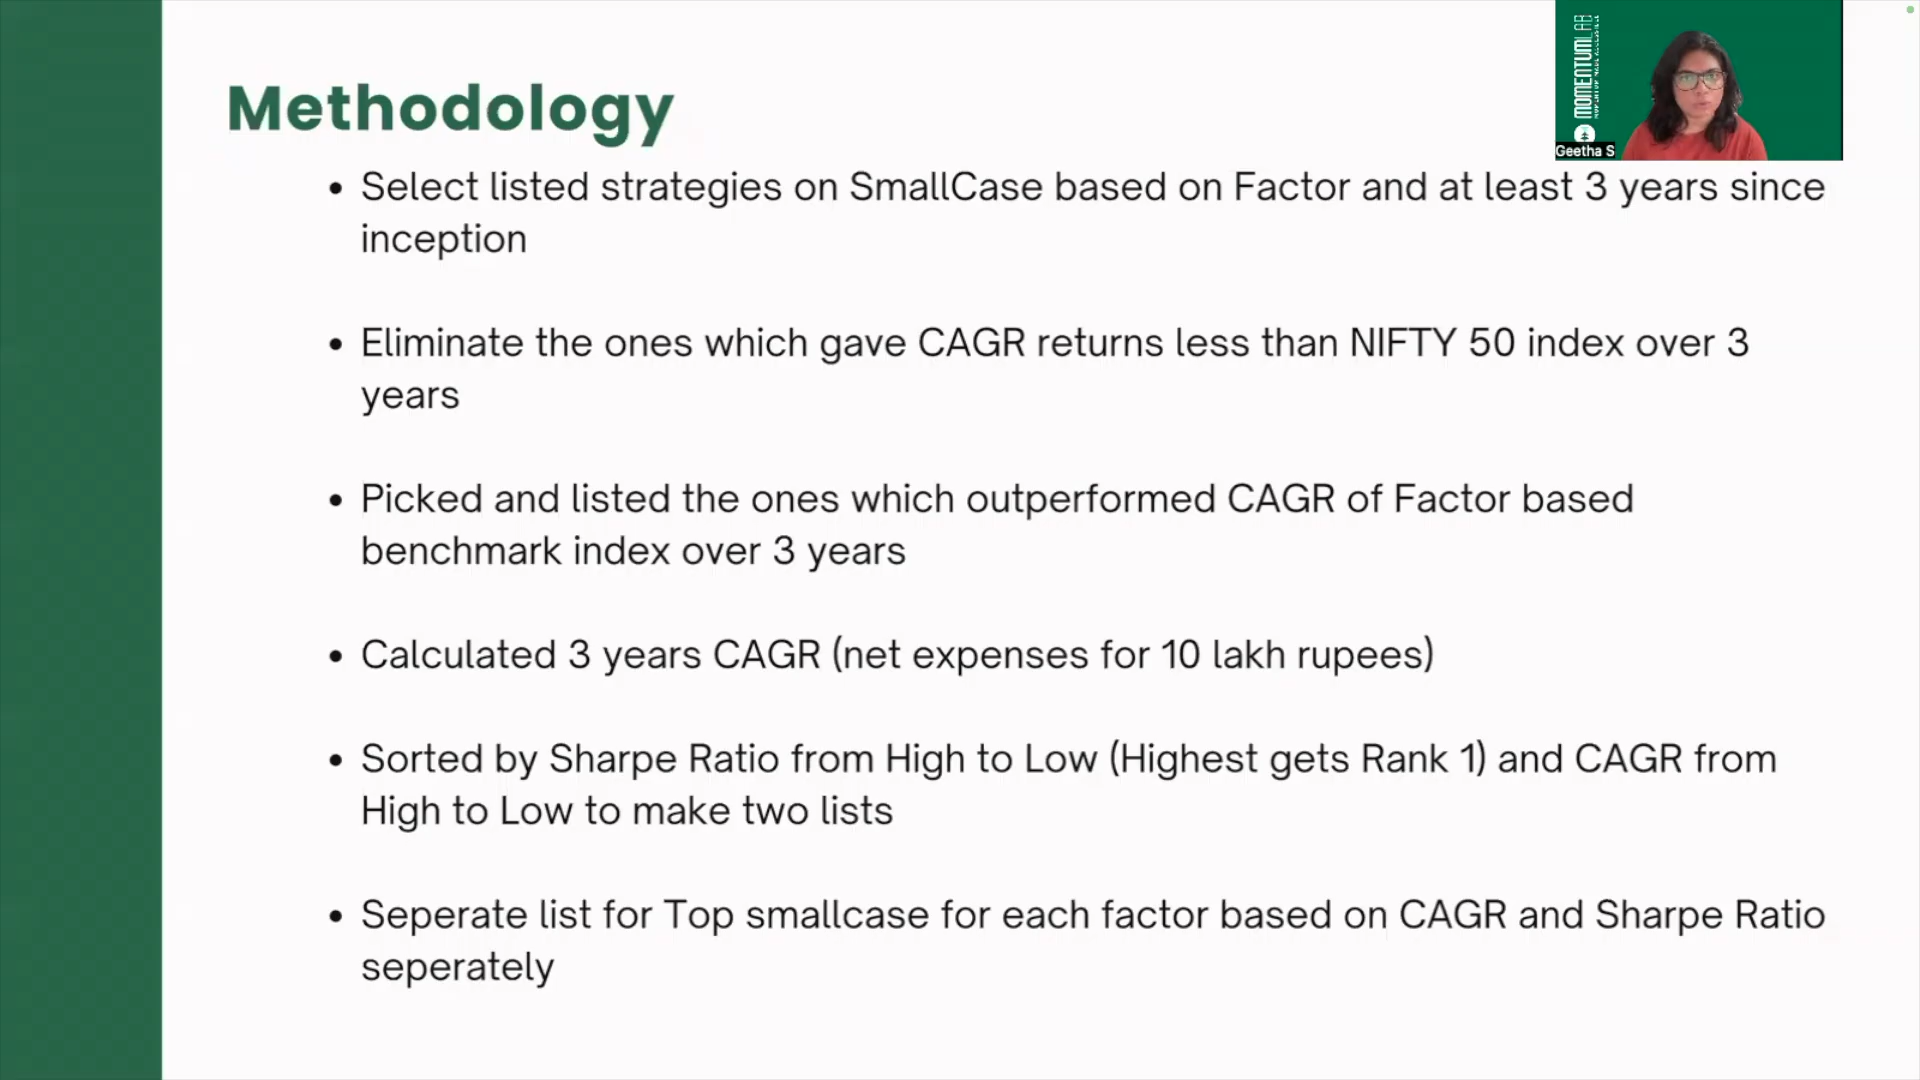 Methodology
MOMENTUMLAB
Geetha S
• Select listed strategies on SmallCase based on Factor and at least 3 years since
inception
• Eliminate the ones which gave CAGR returns less than NIFTY 50 index over 3
years
• Picked and listed the ones which outperformed CAGR of Factor based
benchmark index over 3 years
• Calculated 3 years CAGR (net expenses for 10 lakh rupees)
• Sorted by Sharpe Ratio from High to Low (Highest gets Rank 1) and CAGR from
High to Low to make two lists
• Seperate list for Top smallcase for each factor based on CAGR and Sharpe Ratio
seperately